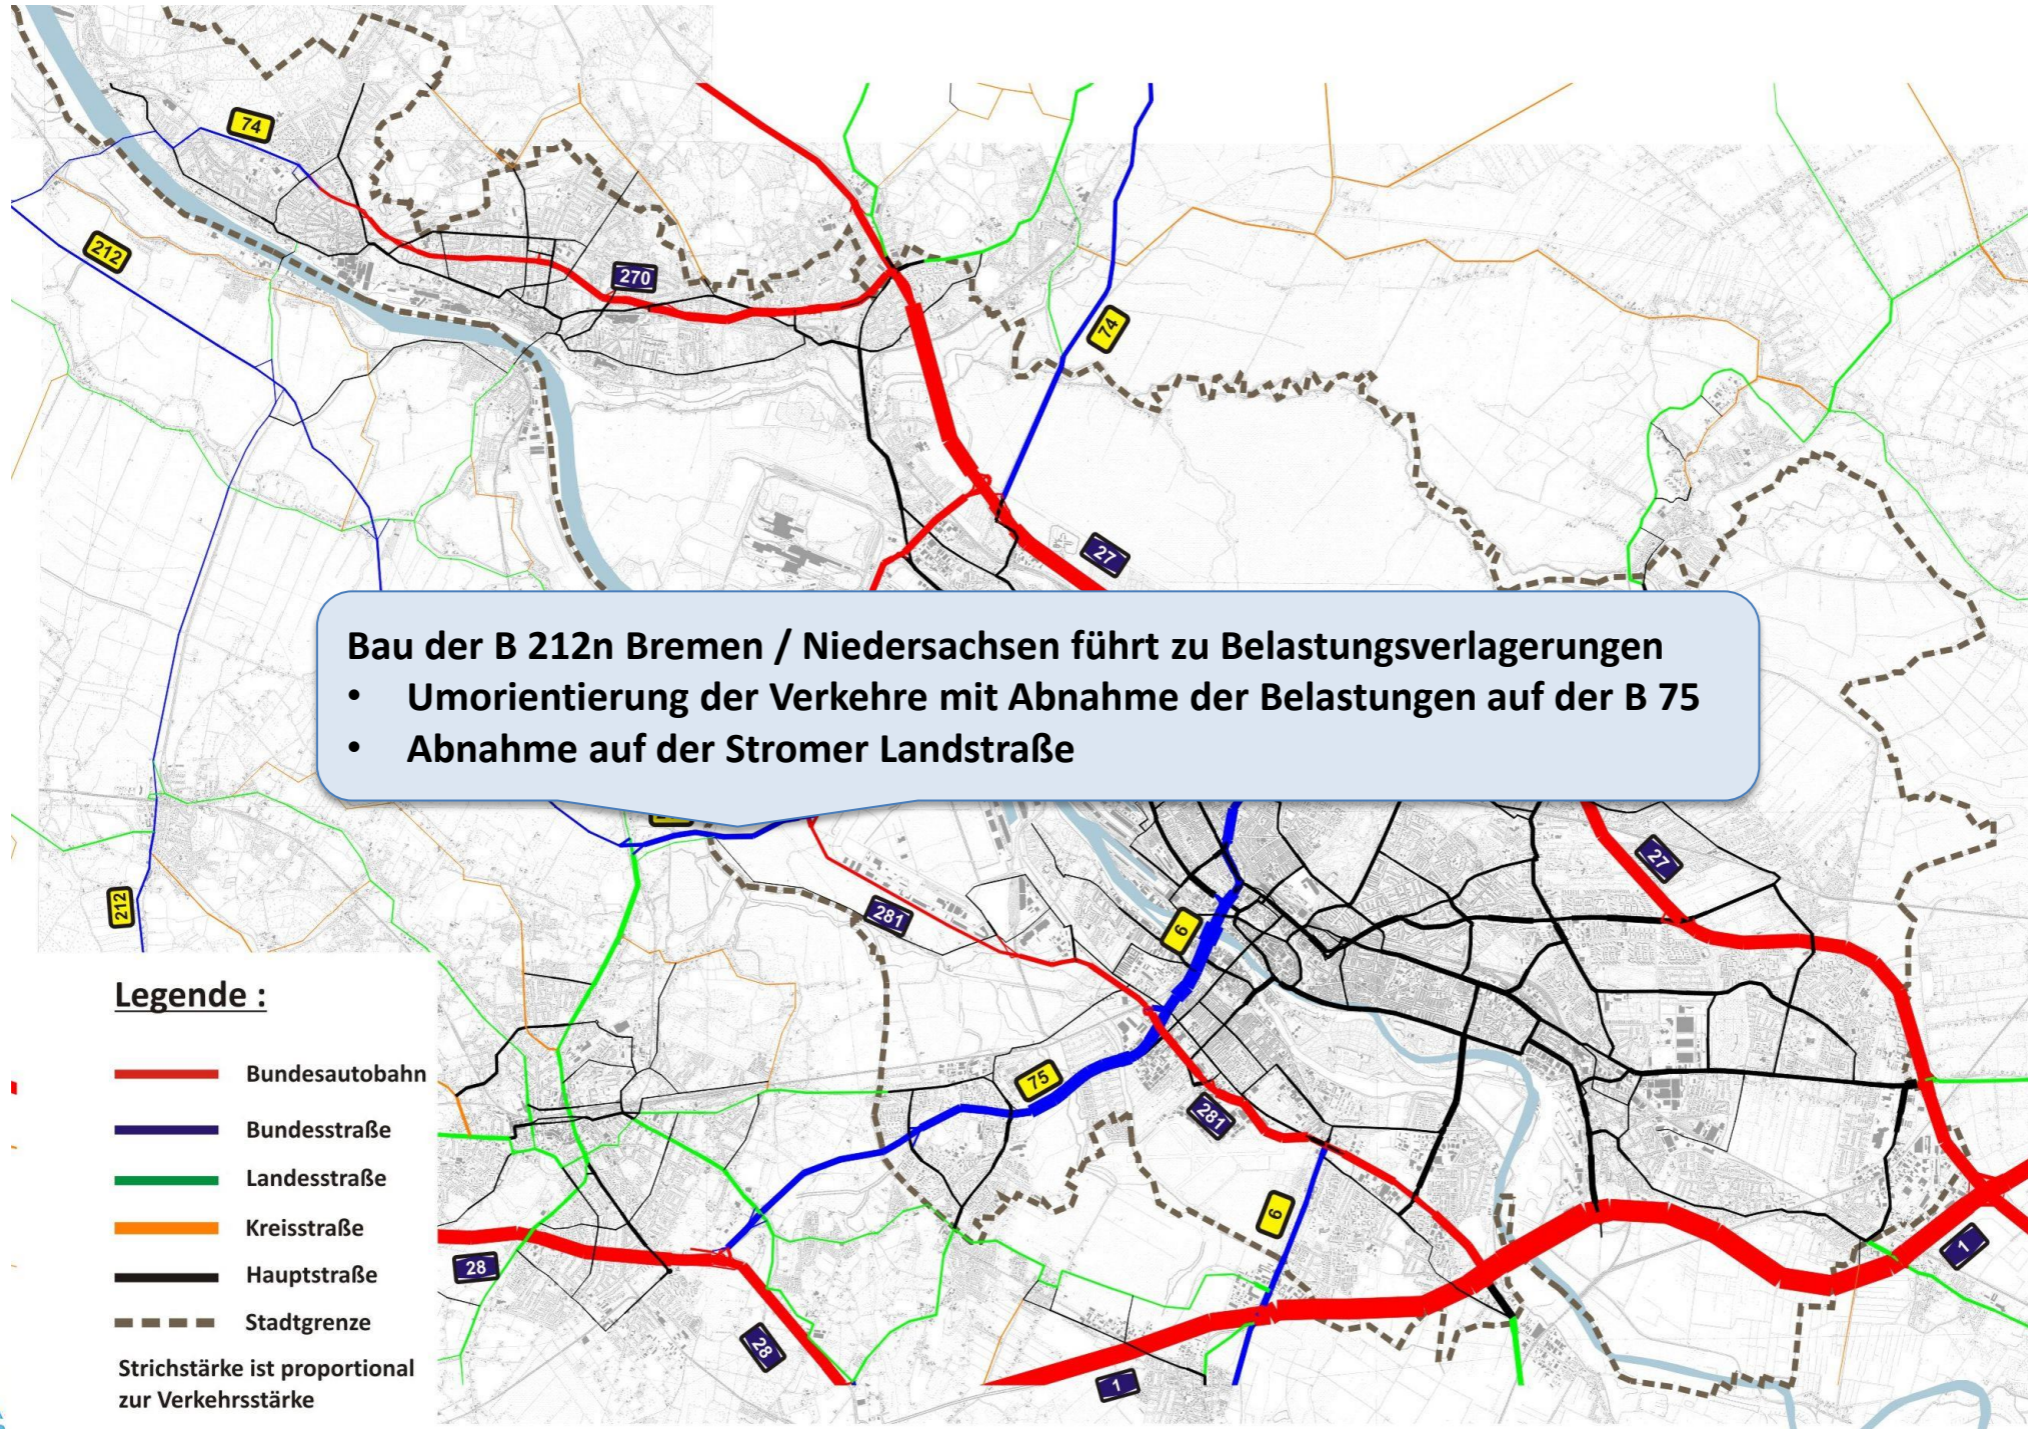 74
212
270
74
27
Bau der B 212n Bremen / Niedersachsen führt zu Belastungsverlagerungen
• Umorientierung der Verkehre mit Abnahme der Belastungen auf der B 75
• Abnahme auf der Stromer Landstraße
27
212
281
6
75
281
6
28
28
1
1
Legende :
Bundesautobahn
Bundesstraße
Landesstraße
Kreisstraße
Hauptstraße
Stadtgrenze
Strichstärke ist proportional
zur Verkehrsstärke